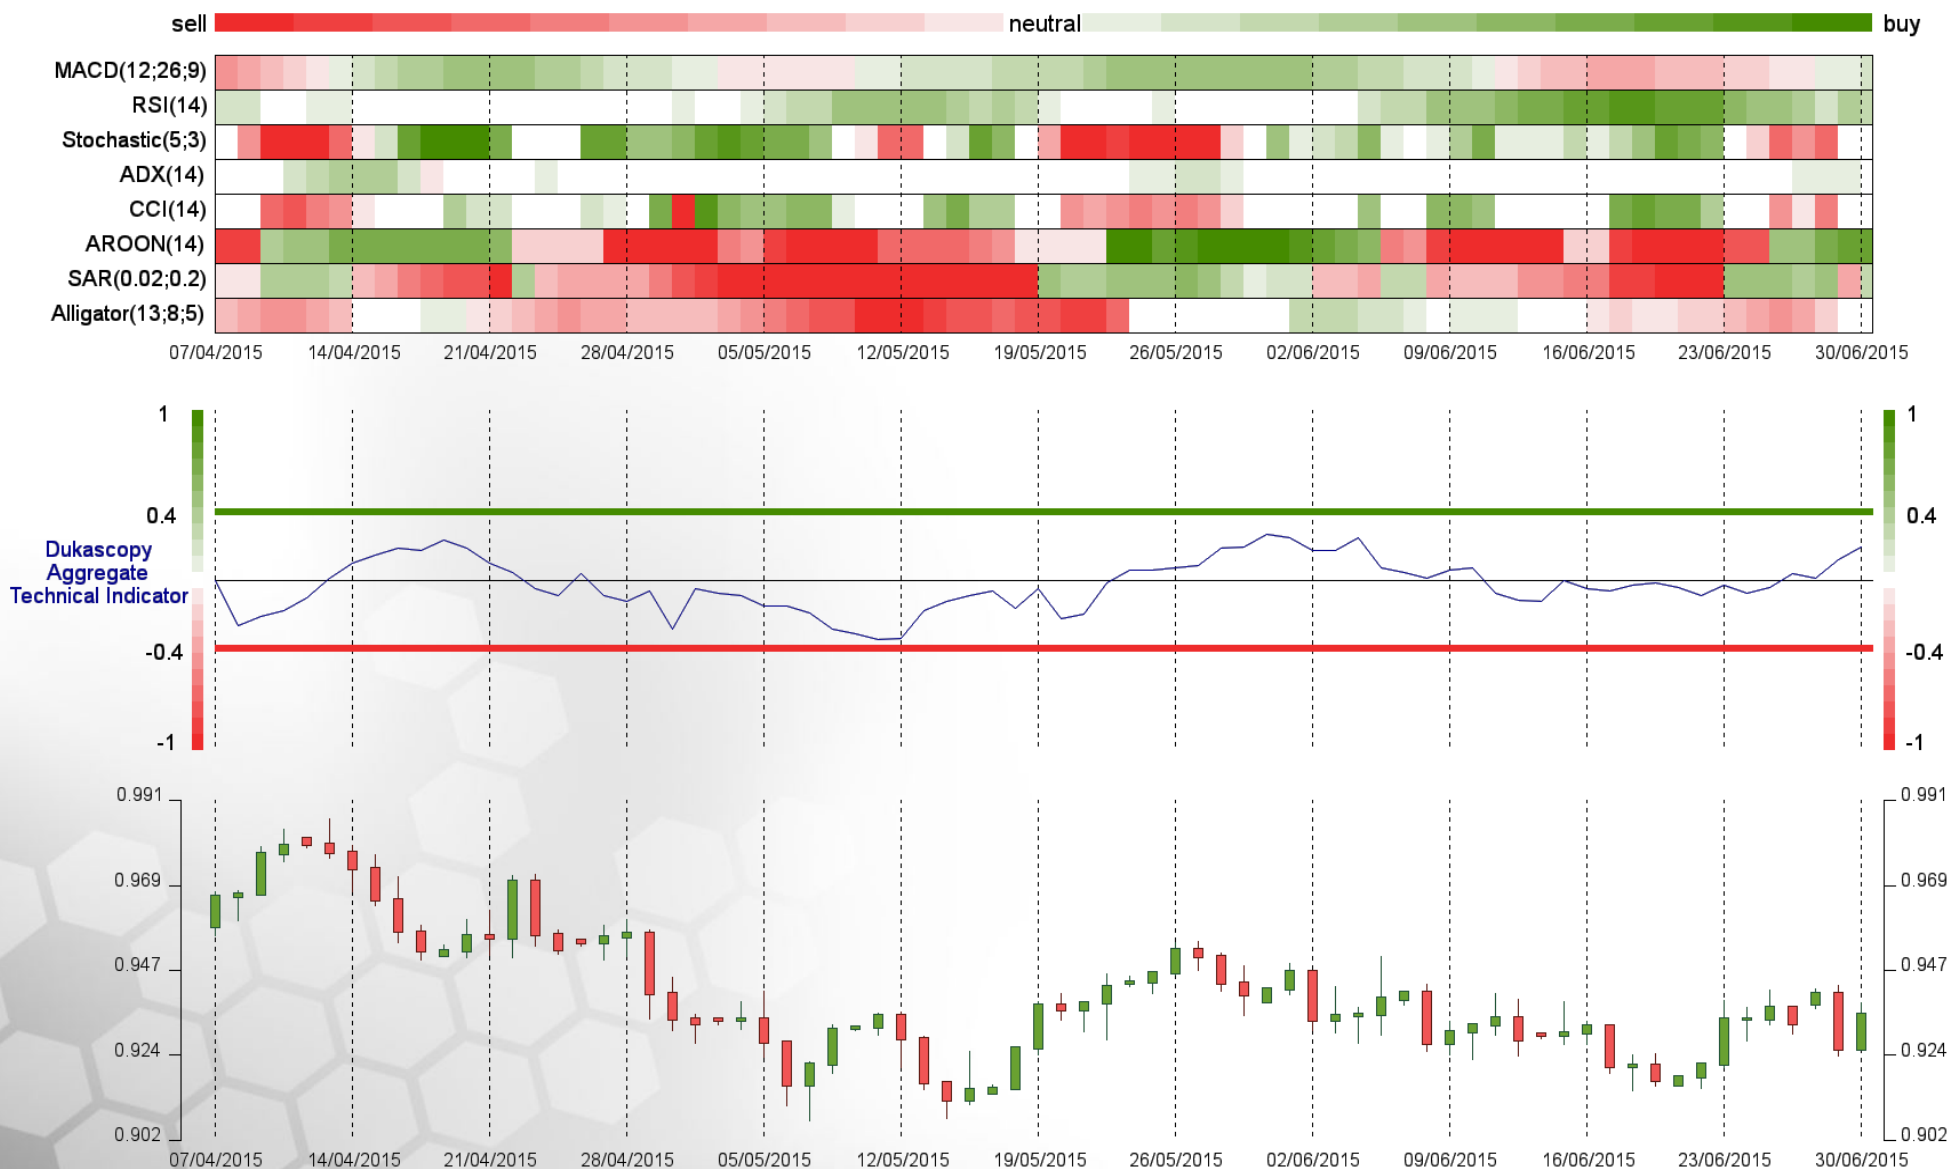 sell neutral buy
MACD(12;26;9)
RSI(14)
Stochastic(5;3)
ADX(14)
CCI(14)
AROON(14)
SAR(0.02;0.2)
Alligator(13;8;5)
07/04/2015 14/04/2015 21/04/2015 28/04/2015 05/05/2015 12/05/2015 19/05/2015 26/05/2015 02/06/2015 09/06/2015 16/06/2015 23/06/2015 30/06/2015
1 1
0.4 0.4
Dukascopy
Aggregate
Technical Indicator
-0.4 -0.4
-1 -1
0.991 0.991
0.969 0.969
0.947 0.947
0.924 0.924
0.902 0.902
07/04/2015 14/04/2015 21/04/2015 28/04/2015 05/05/2015 12/05/2015 19/05/2015 26/05/2015 02/06/2015 09/06/2015 16/06/2015 23/06/2015 30/06/2015